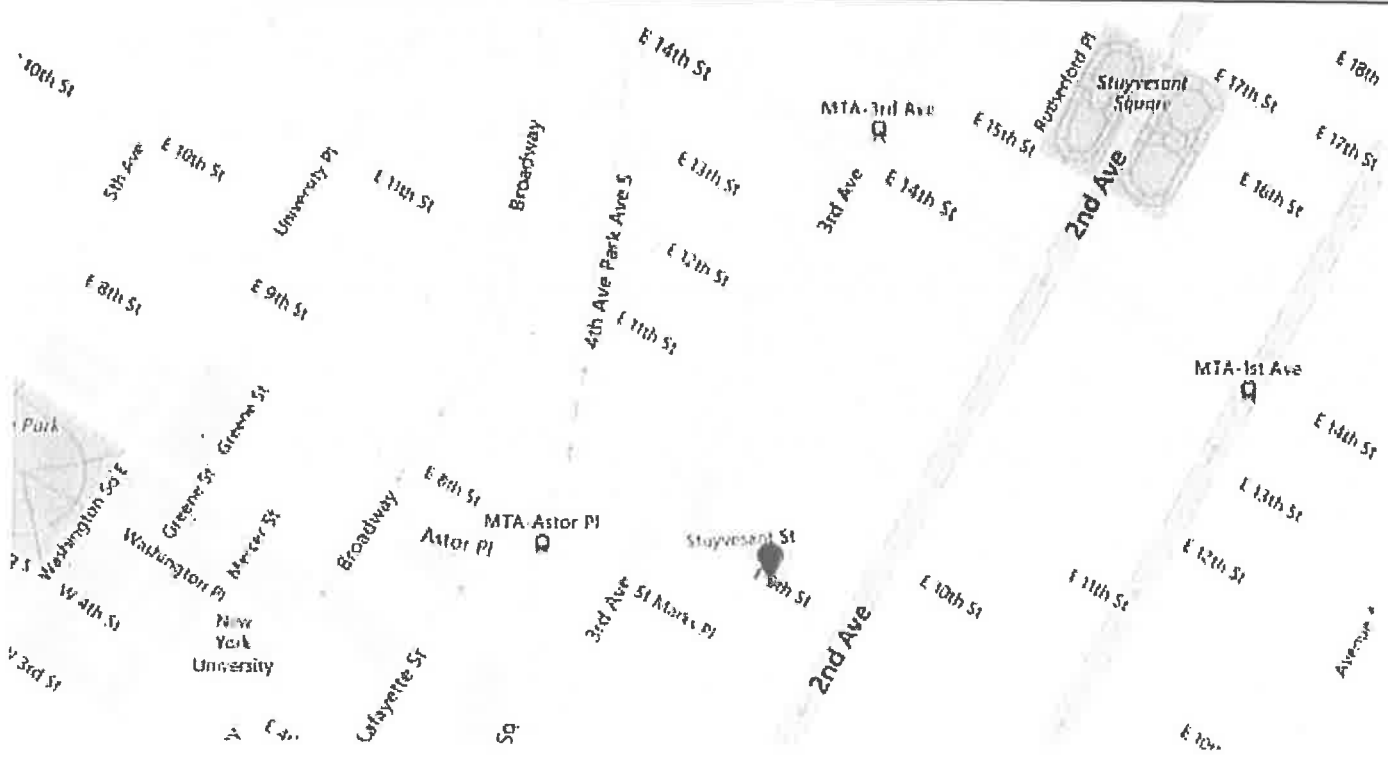 10th St
E 14th St
Rutherford Pl
Stuyvesant
Square
E 17th St
E 18th
MTA-3rd Ave
E 15th St
E 17th St
5th Ave
E 10th St
University Pl
E 11th St
Broadway
E 13th St
3rd Ave
E 14th St
2nd Ave
E 16th St
4th Ave Park Ave S
E 12th St
E 8th St
E 9th St
E 11th St
MTA-1st Ave
Park
Greene St
E 14th St
Washington Sq E
Greene St
Mercer St
Broadway
E 8th St
MTA-Astor Pl
Astor Pl
Stuyvesant St
E 13th St
E 12th St
Washington Pl
W 4th St
3rd Ave
St Marks Pl
9th St
2nd Ave
E 10th St
E 11th St
Avenue
New
York
University
3rd St
Lafayette St
Sq